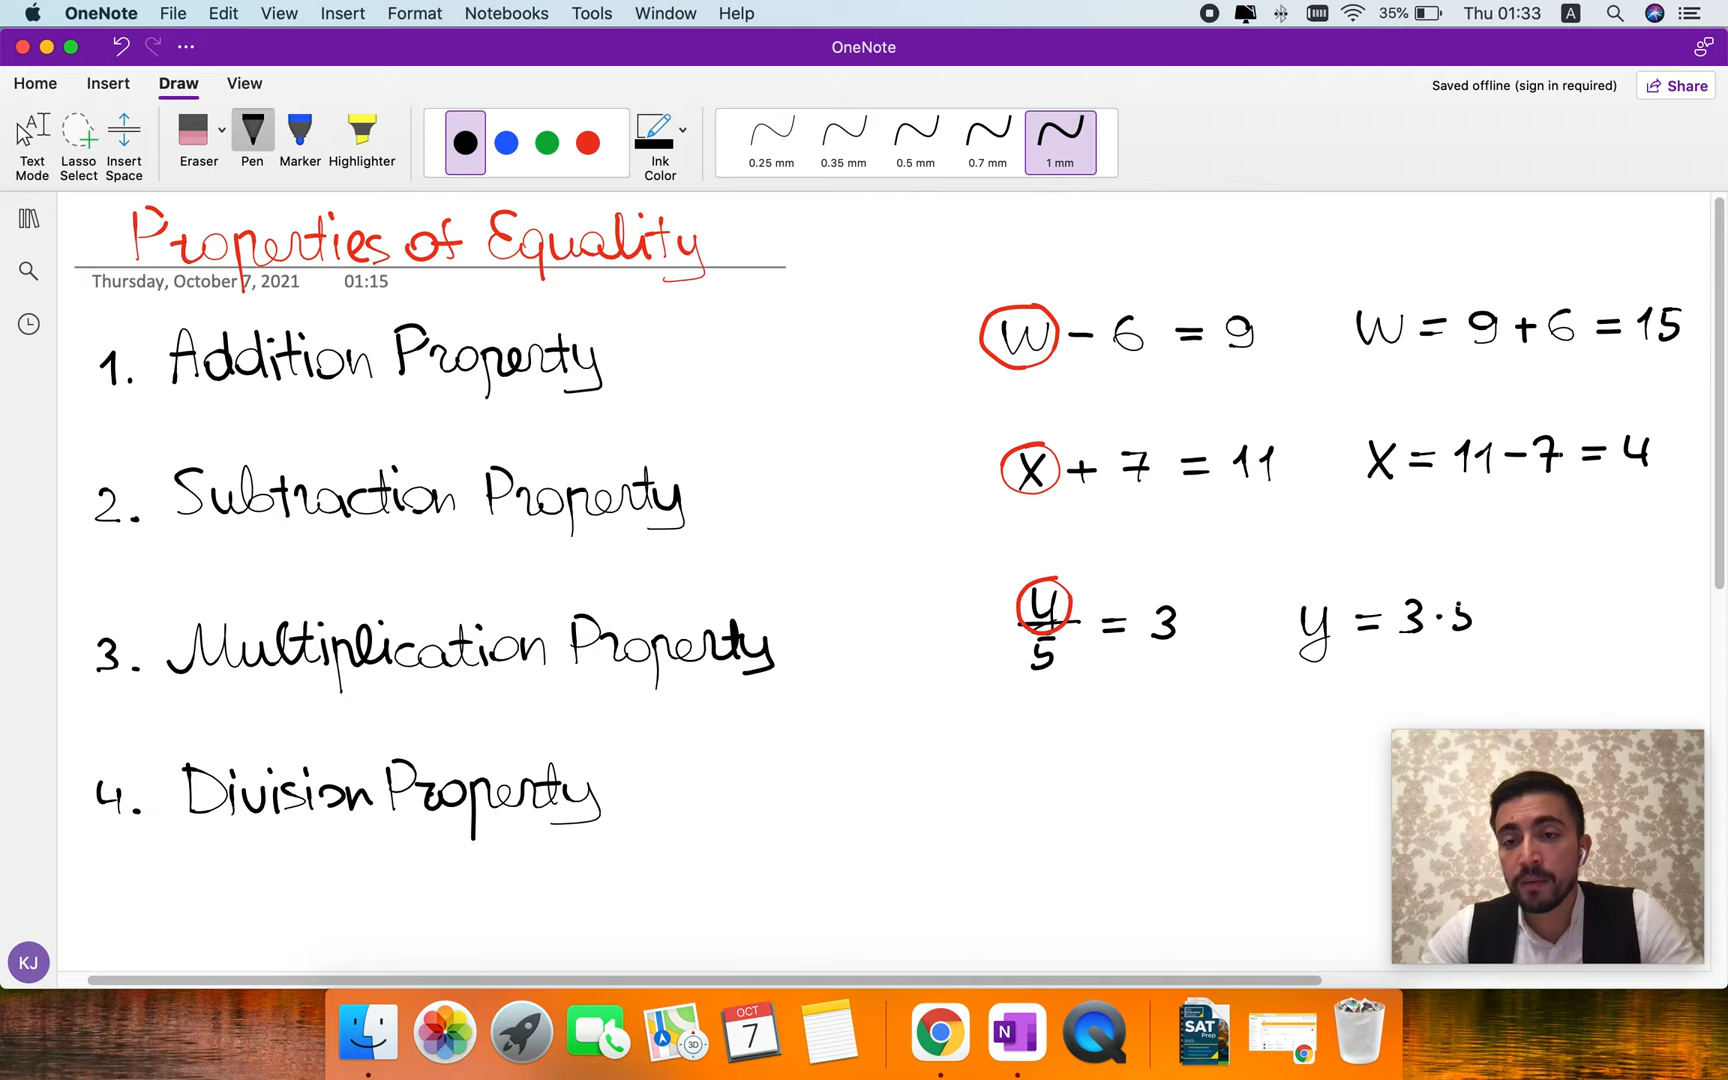 OneNote File Edit View Insert Format Notebooks Tools Window Help 35% Thu 01:33 A
OneNote
Home Insert Draw View Saved offline (sign in required) Share
Text Mode Lasso Select Insert Space Eraser Pen Marker Highlighter Ink Color 0.25 mm 0.35 mm 0.5 mm 0.7 mm 1 mm
Properties of Equality
Thursday, October 7, 2021 01:15
1. Addition Property
w - 6 = 9 w = 9 + 6 = 15
2. Subtraction Property
x + 7 = 11 x = 11 - 7 = 4
3. Multiplication Property
y/5 = 3 y = 3 · 5
4. Division Property
KJ
OCT
7
3D
N
SAT
Prep